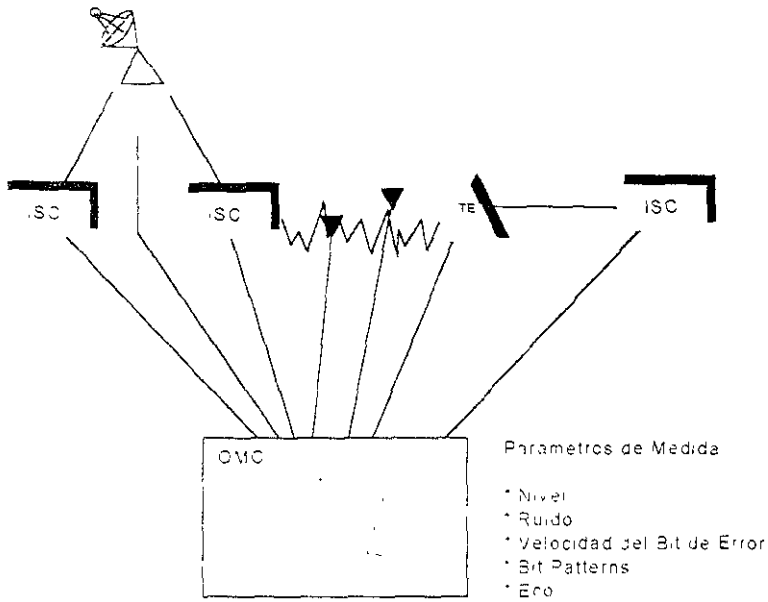 ISC
ISC
TE
ISC
OMC
Parametros de Medida
* Nivel
* Ruido
* Velocidad del Bit de Error
* Bit Patterns
* Eco